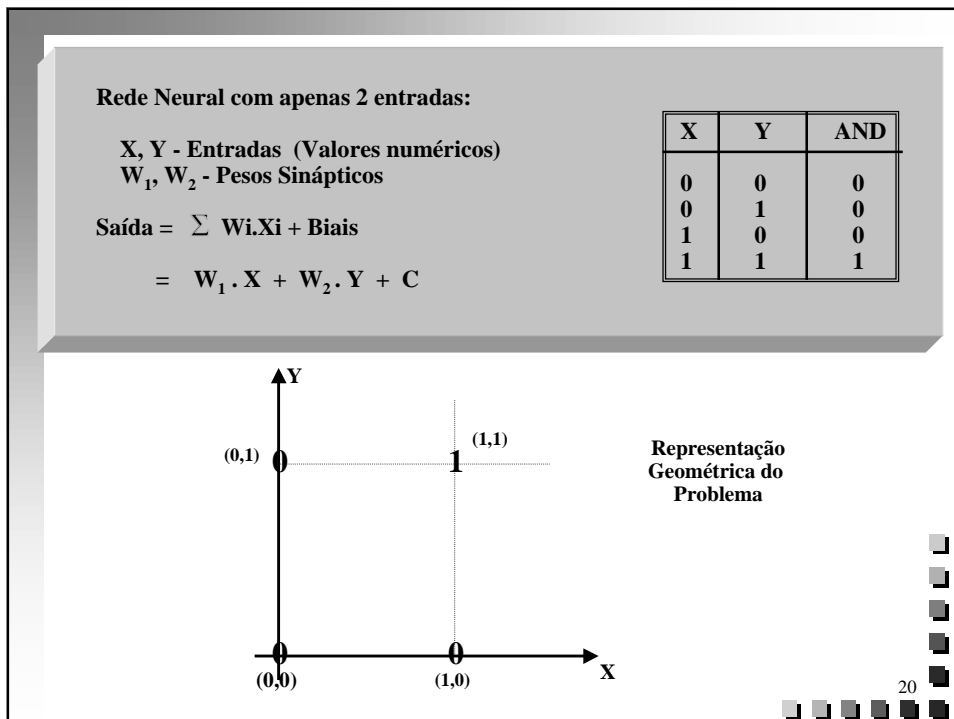 Rede Neural com apenas 2 entradas:
X, Y - Entradas (Valores numéricos)
W1, W2 - Pesos Sinápticos
Saída = Σ Wi.Xi + Biais
= W1 . X + W2 . Y + C
X Y AND
0 0 0
0 1 0
1 0 0
1 1 1
Y
(0,1) 0
1 (1,1)
Representação
Geométrica do
Problema
0 0
X
(0,0) (1,0)
20